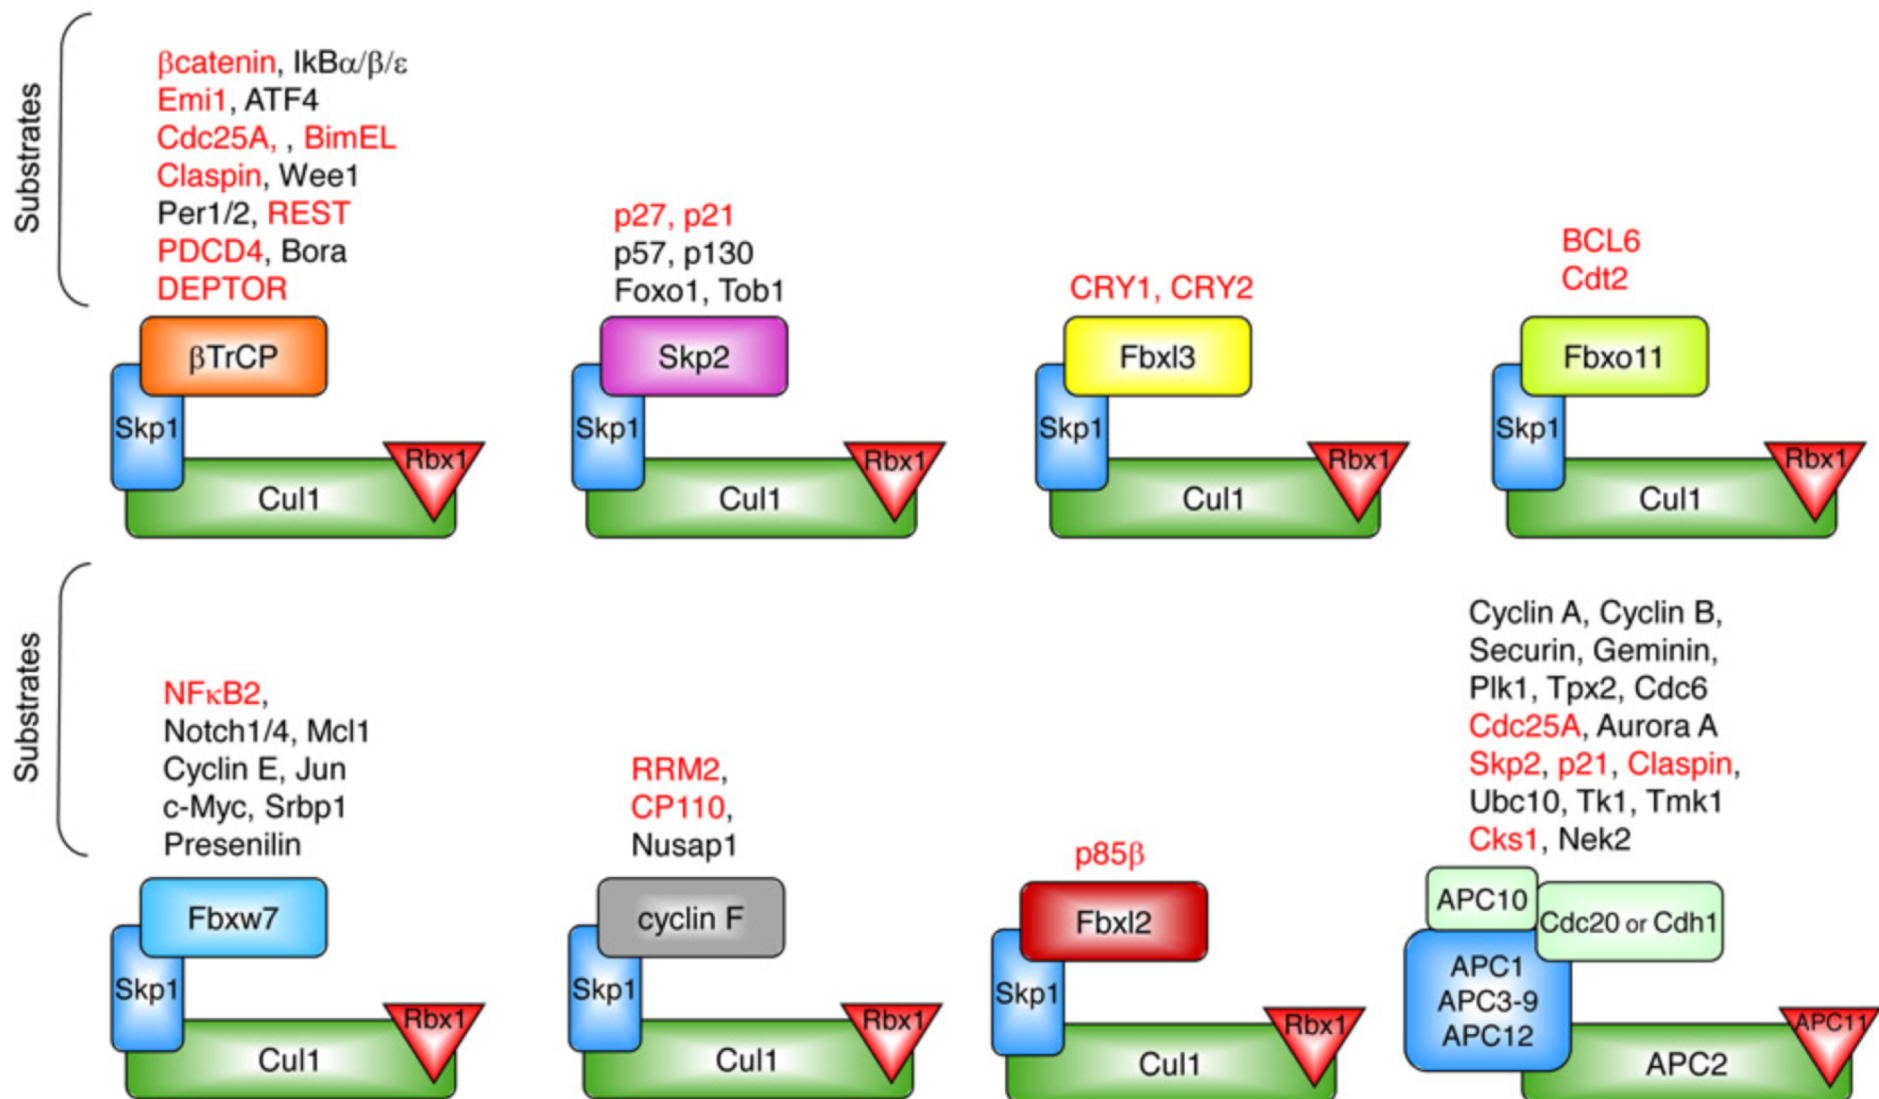 Substrates
βcatenin, IkBα/β/ε
Emi1, ATF4
Cdc25A, , BimEL
Claspin, Wee1
Per1/2, REST
PDCD4, Bora
DEPTOR
βTrCP
Skp1
Rbx1
Cul1
p27, p21
p57, p130
Foxo1, Tob1
Skp2
Skp1
Rbx1
Cul1
CRY1, CRY2
Fbxl3
Skp1
Rbx1
Cul1
BCL6
Cdt2
Fbxo11
Skp1
Rbx1
Cul1
Substrates
NFκB2,
Notch1/4, Mcl1
Cyclin E, Jun
c-Myc, Srbp1
Presenilin
Fbxw7
Skp1
Rbx1
Cul1
RRM2,
CP110,
Nusap1
cyclin F
Skp1
Rbx1
Cul1
p85β
Fbxl2
Skp1
Rbx1
Cul1
Cyclin A, Cyclin B,
Securin, Geminin,
Plk1, Tpx2, Cdc6
Cdc25A, Aurora A
Skp2, p21, Claspin,
Ubc10, Tk1, Tmk1
Cks1, Nek2
APC10
Cdc20 or Cdh1
APC1
APC3-9
APC12
APC11
APC2